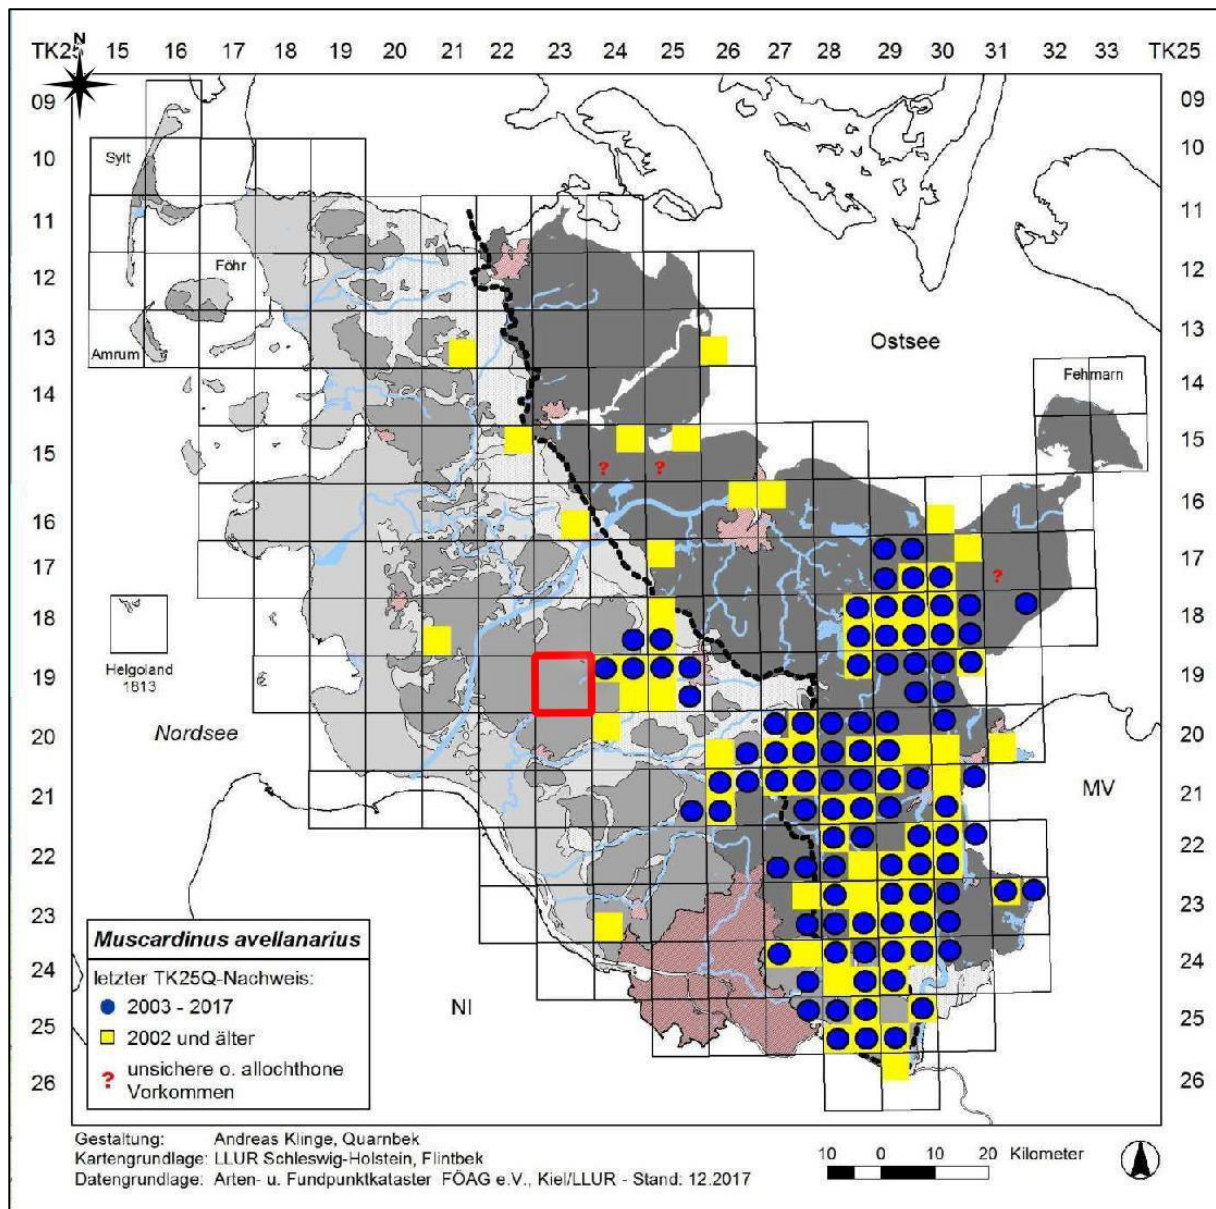 N
TK25 15 16 17 18 19 20 21 22 23 24 25 26 27 28 29 30 31 32 33 TK25
09 09
10 Sylt 10
11 11
12 Föhr 12
13 Amrum Ostsee 13
14 Fehmarn 14
15 ? ? 15
16 16
17 ? 17
18 18
Helgoland
1813
19 19
Nordsee
20 20
21 MV 21
22 22
23 23
24 24
25 NI 25
26 26
Muscardinus avellanarius
letzter TK25Q-Nachweis:
2003 - 2017
2002 und älter
? unsichere o. allochthone
Vorkommen
Gestaltung: Andreas Klinge, Quarnbek
Kartengrundlage: LLUR Schleswig-Holstein, Flintbek
Datengrundlage: Arten- u. Fundpunktkataster FÖAG e.V., Kiel/LLUR - Stand: 12.2017
10 0 10 20 Kilometer